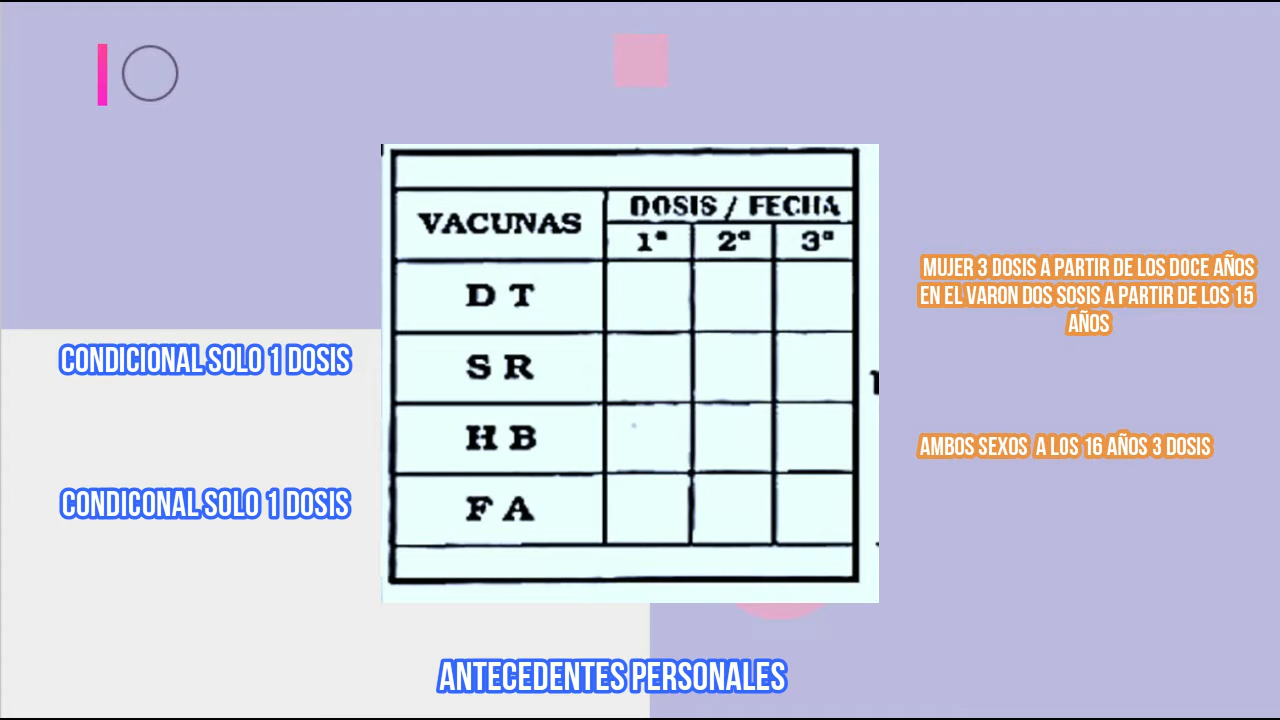 VACUNAS
DOSIS / FECHA
1ª 2ª 3ª
D T
S R
H B
F A
CONDICIONAL SOLO 1 DOSIS
CONDICONAL SOLO 1 DOSIS
MUJER 3 DOSIS A PARTIR DE LOS DOCE AÑOS
EN EL VARON DOS SOSIS A PARTIR DE LOS 15
AÑOS
AMBOS SEXOS A LOS 16 AÑOS 3 DOSIS
ANTECEDENTES PERSONALES